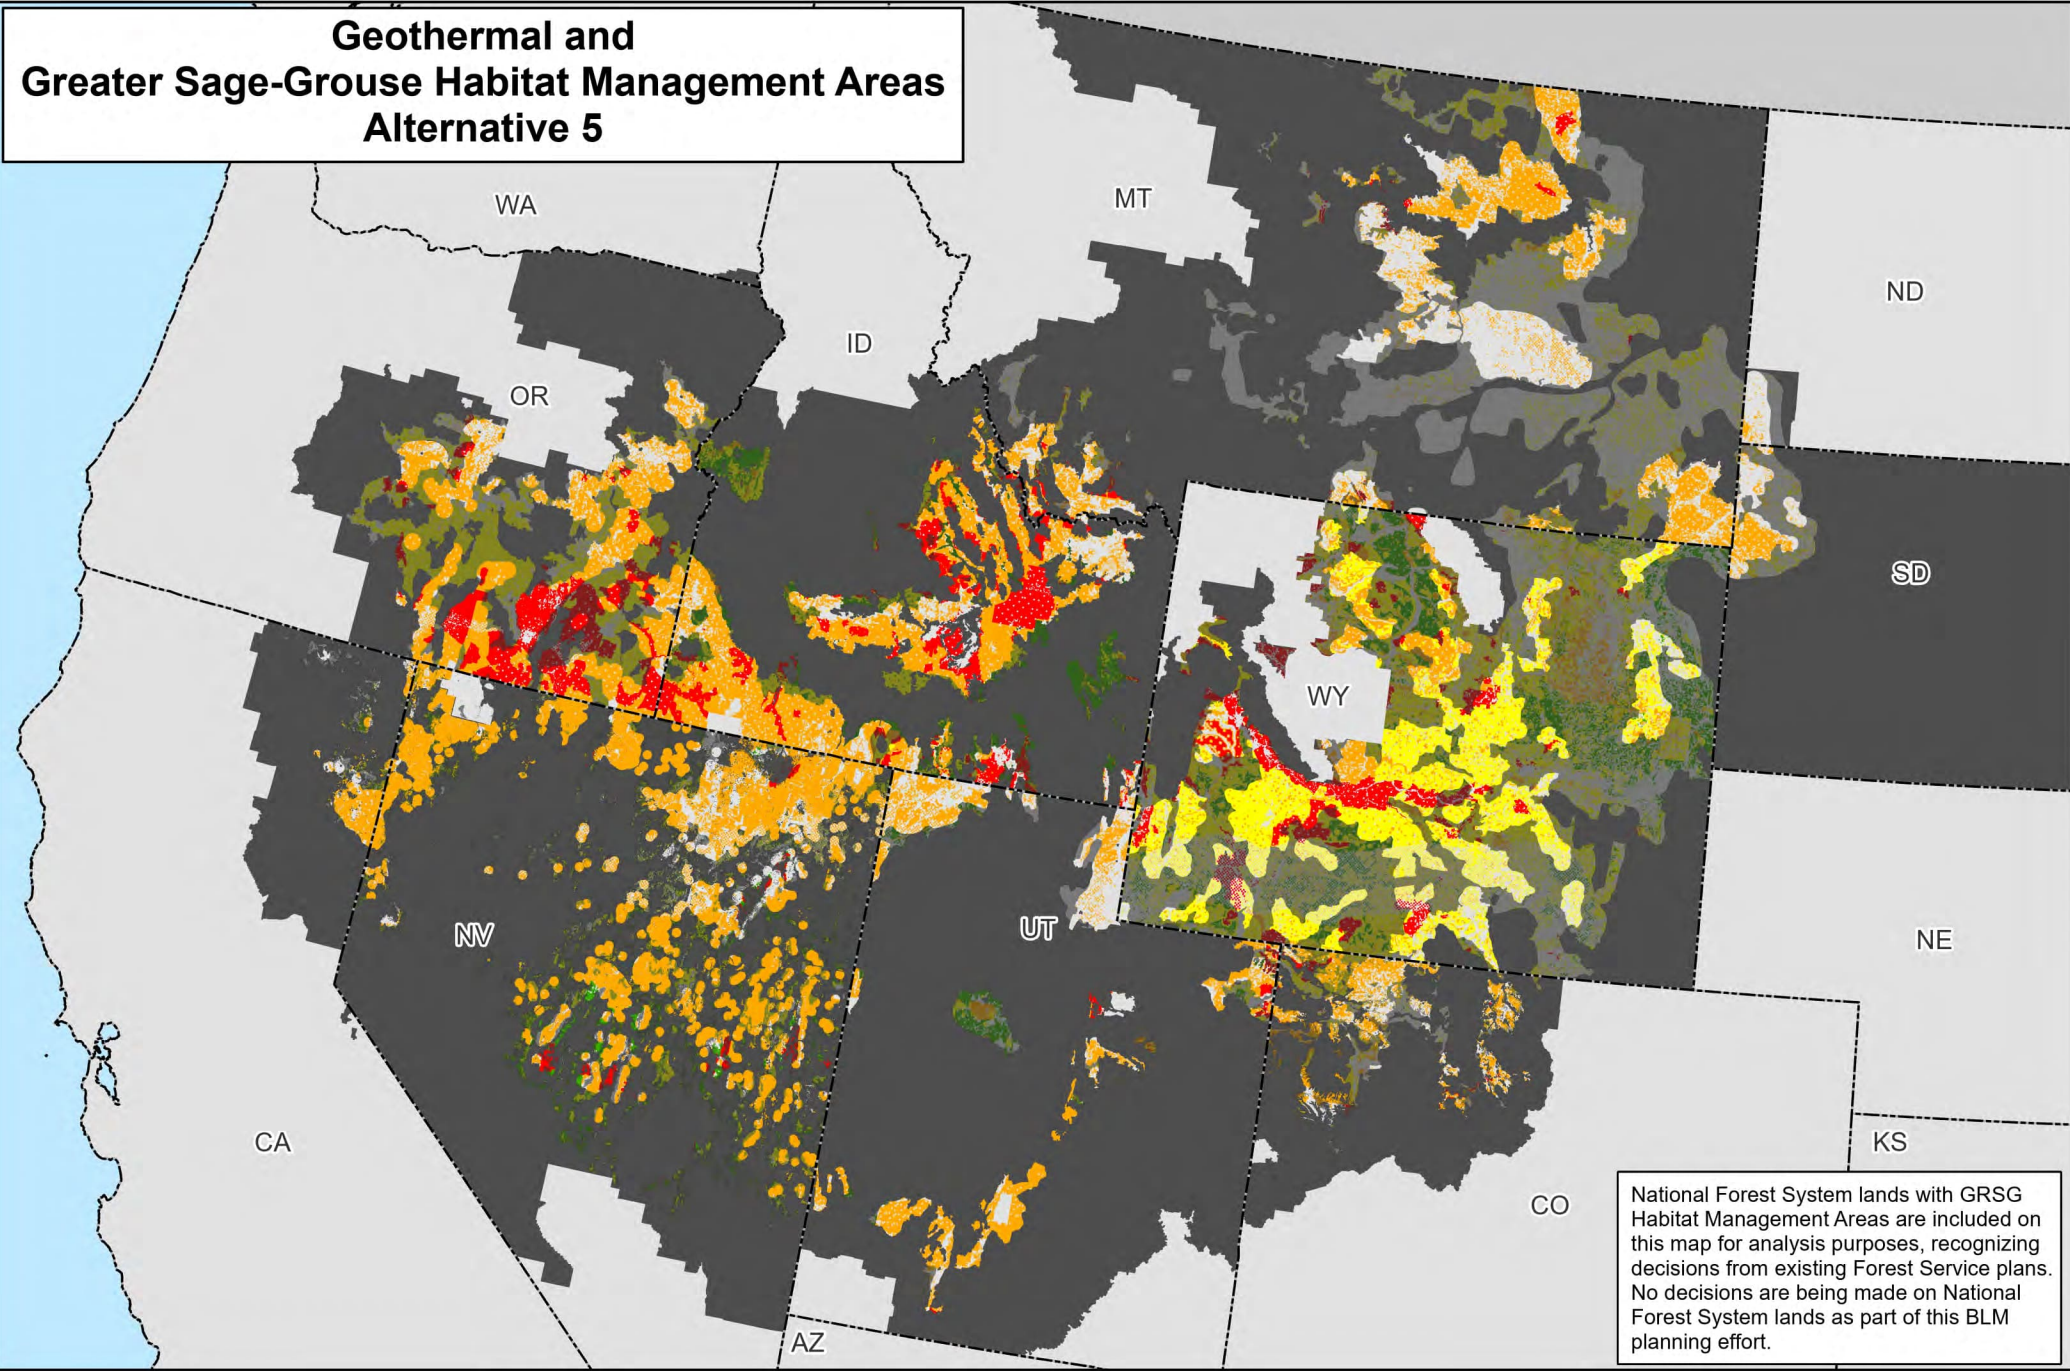 Geothermal and
Greater Sage-Grouse Habitat Management Areas
Alternative 5
WA
MT
ND
ID
OR
SD
WY
NV
UT
NE
CA
KS
CO
AZ
National Forest System lands with GRSG
Habitat Management Areas are included on
this map for analysis purposes, recognizing
decisions from existing Forest Service plans.
No decisions are being made on National
Forest System lands as part of this BLM
planning effort.